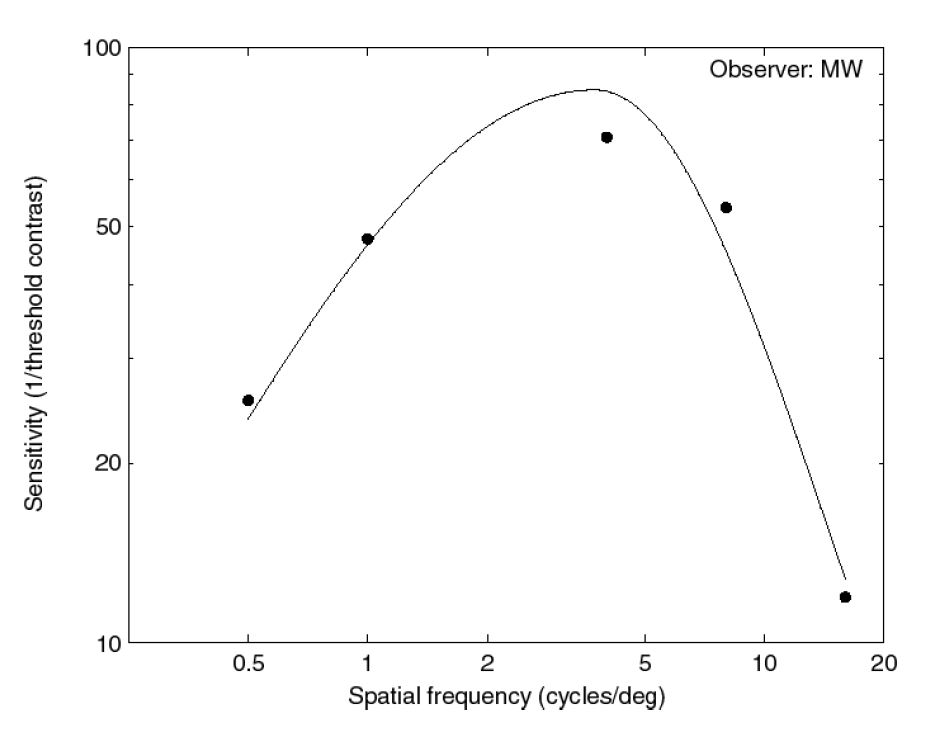 100
Observer: MW
50
20
10
Sensitivity (1/threshold contrast)
0.5 1 2 5 10 20
Spatial frequency (cycles/deg)